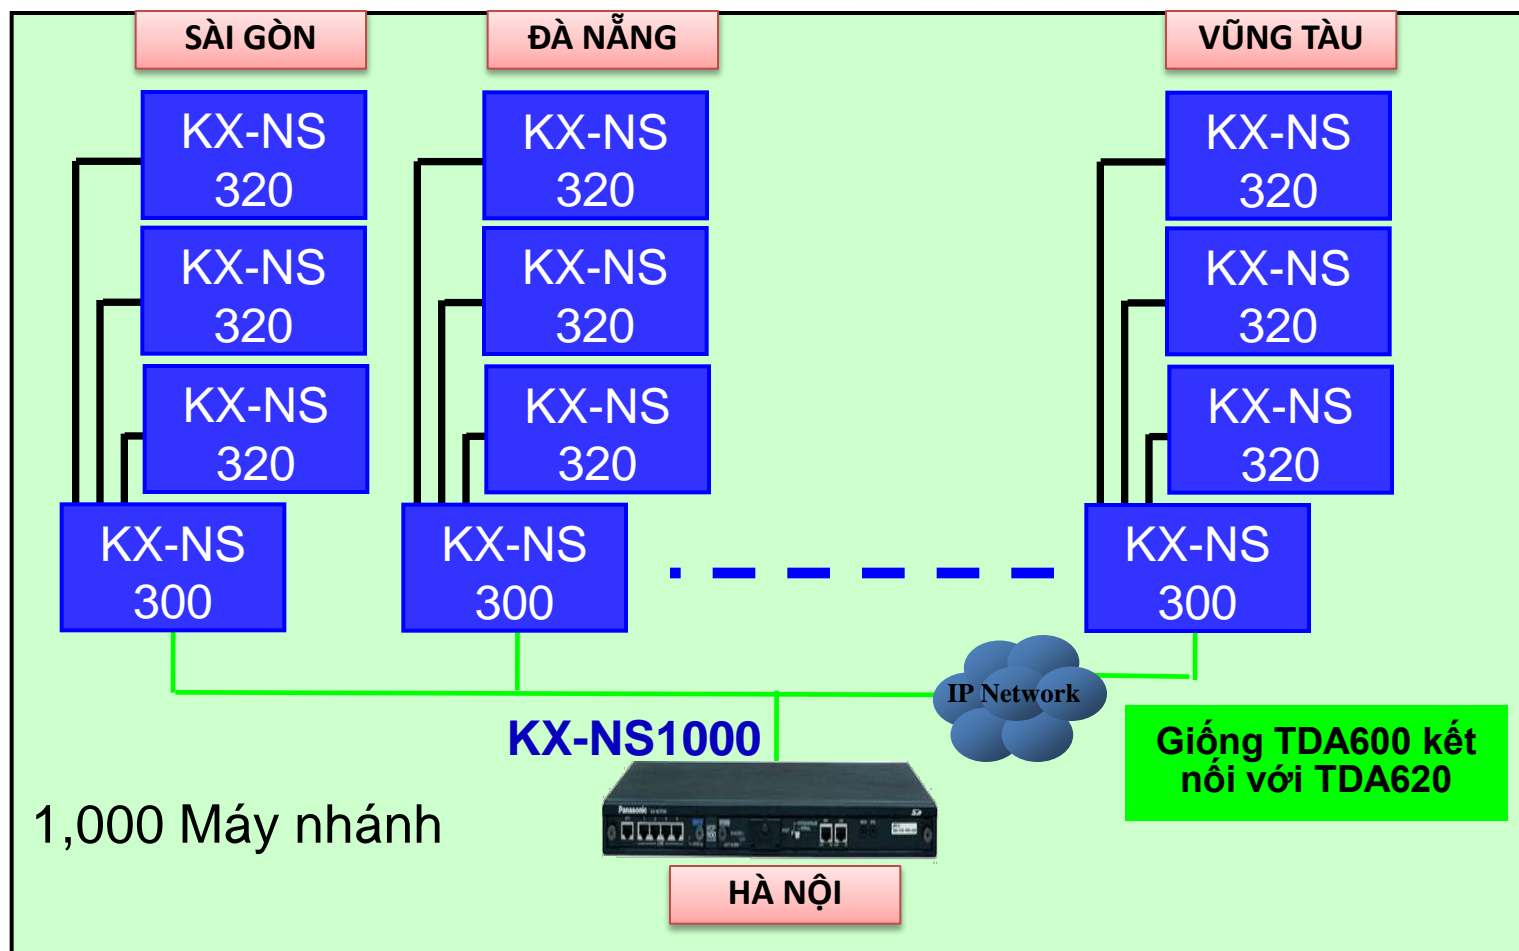 SÀI GÒN
ĐÀ NẴNG
VŨNG TÀU
KX-NS
320
KX-NS
320
KX-NS
320
KX-NS
320
KX-NS
320
KX-NS
320
KX-NS
320
KX-NS
320
KX-NS
320
KX-NS
300
KX-NS
300
KX-NS
300
IP Network
KX-NS1000
Giống TDA600 kết
nối với TDA620
1,000 Máy nhánh
Panasonic
HÀ NỘI